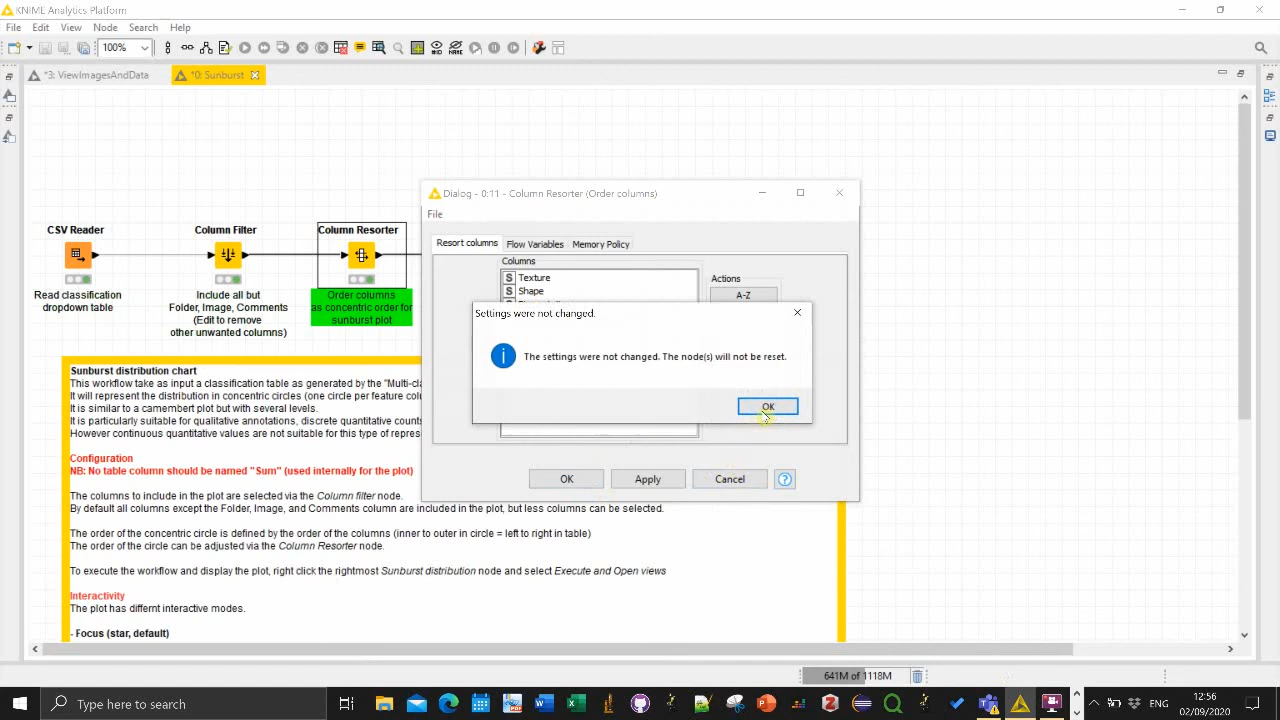 KNIME Analytics Platform
File Edit View Node Search Help
100%
*3: ViewImagesAndData
*0: Sunburst
CSV Reader
Read classification
dropdown table
Column Filter
Include all but
Folder, Image, Comments
(Edit to remove
other unwanted columns)
Column Resorter
Order columns
as concentric order for
sunburst plot
Dialog - 0:11 - Column Resorter (Order columns)
File
Resort columns Flow Variables Memory Policy
Columns
S Texture
S Shape
Actions
A-Z
Settings were not changed.
The settings were not changed. The node(s) will not be reset.
OK
OK Apply Cancel ?
Sunburst distribution chart
This workflow take as input a classification table as generated by the "Multi-cla
It will represent the distribution in concentric circles (one circle per feature colu
It is similar to a camembert plot but with several levels.
It is particularly suitable for qualitative annotations, discrete quantitative counts
However continuous quantitative values are not suitable for this type of repres
Configuration
NB: No table column should be named "Sum" (used internally for the plot)
The columns to include in the plot are selected via the Column filter node.
By default all columns except the Folder, Image, and Comments column are included in the plot, but less columns can be selected.
The order of the concentric circle is defined by the order of the columns (inner to outer in circle = left to right in table)
The order of the circle can be adjusted via the Column Resorter node.
To execute the workflow and display the plot, right click the rightmost Sunburst distribution node and select Execute and Open views
Interactivity
The plot has differnt interactive modes.
- Focus (star, default)
641M of 1118M
Type here to search
ENG
12:56
02/09/2020